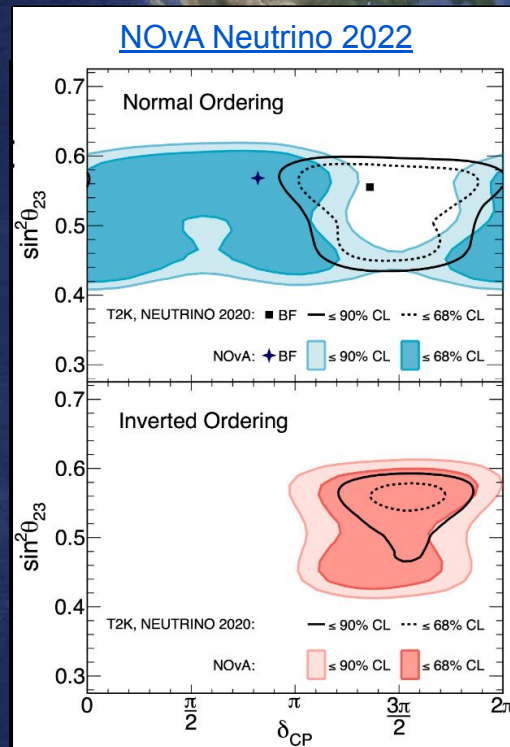 NOvA Neutrino 2022
0.7
Normal Ordering
0.6
0.5
sin²θ23
0.4
T2K, NEUTRINO 2020: BF ≤ 90% CL ≤ 68% CL
NOvA: BF ≤ 90% CL ≤ 68% CL
0.3
0.7
Inverted Ordering
0.6
0.5
sin²θ23
0.4
T2K, NEUTRINO 2020: ≤ 90% CL ≤ 68% CL
NOvA: ≤ 90% CL ≤ 68% CL
0.3
0 π/2 π 3π/2 2π
δCP